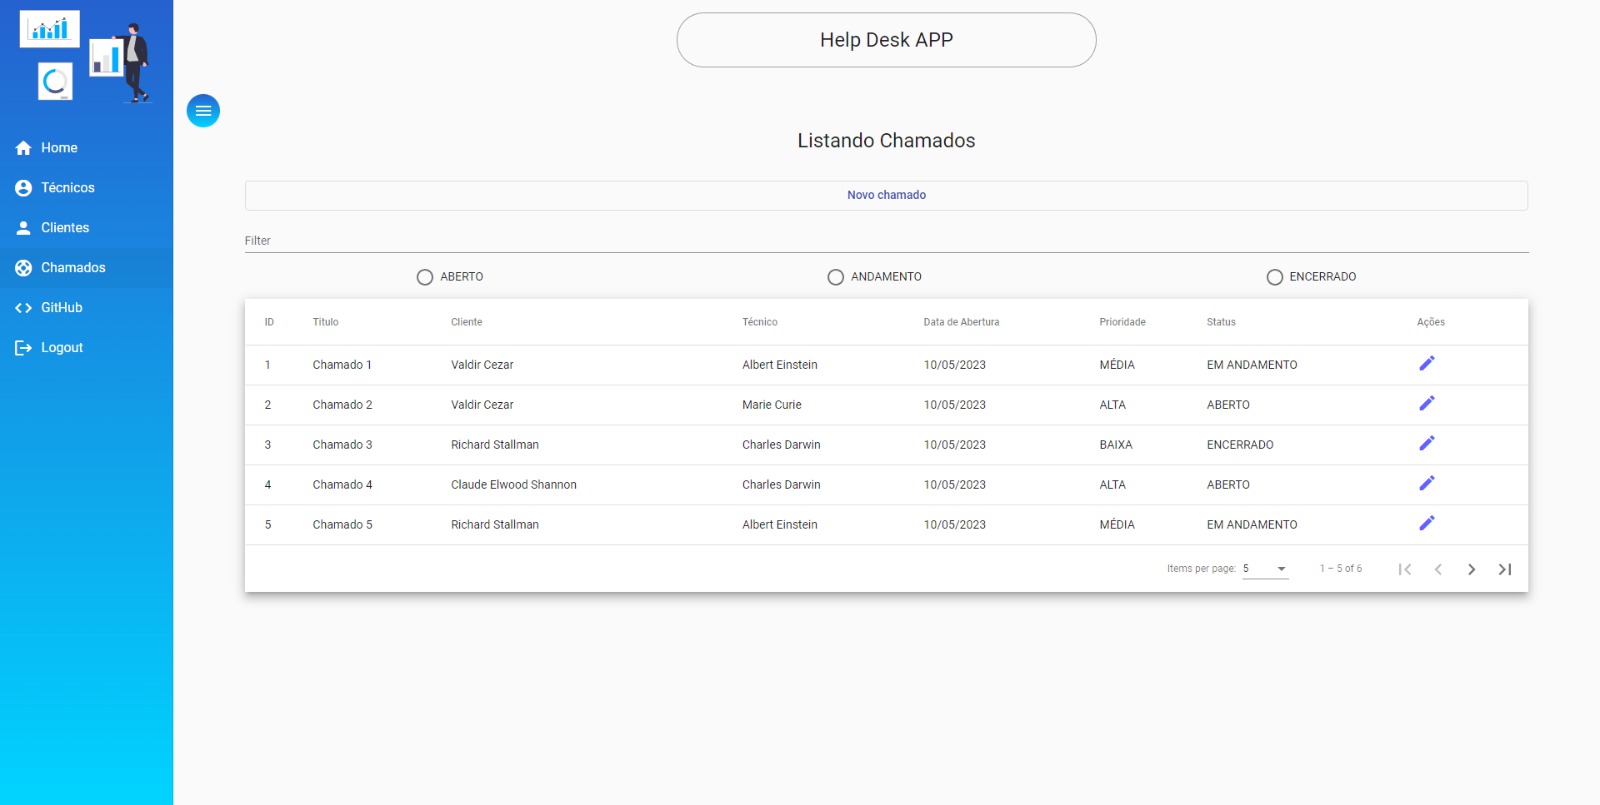 Help Desk APP
Home
Técnicos
Clientes
Chamados
GitHub
Logout
Listando Chamados
Novo chamado
Filter
ABERTO ANDAMENTO ENCERRADO
ID Titulo Cliente Técnico Data de Abertura Prioridade Status Ações
1 Chamado 1 Valdir Cezar Albert Einstein 10/05/2023 MÉDIA EM ANDAMENTO
2 Chamado 2 Valdir Cezar Marie Curie 10/05/2023 ALTA ABERTO
3 Chamado 3 Richard Stallman Charles Darwin 10/05/2023 BAIXA ENCERRADO
4 Chamado 4 Claude Elwood Shannon Charles Darwin 10/05/2023 ALTA ABERTO
5 Chamado 5 Richard Stallman Albert Einstein 10/05/2023 MÉDIA EM ANDAMENTO
Items per page: 5 1 – 5 of 6